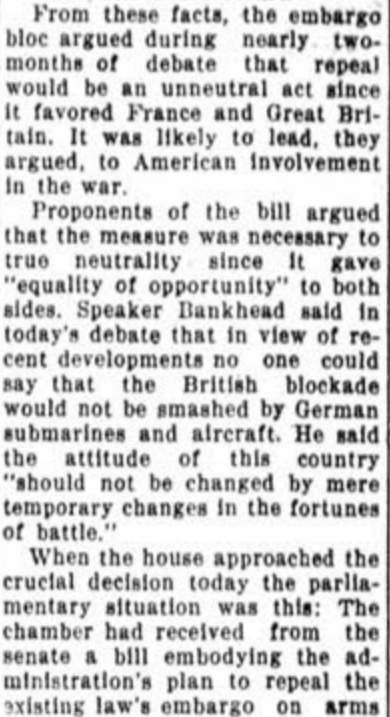 From these facts, the embargo
bloc argued during nearly two-
months of debate that repeal
would be an unneutral act since
it favored France and Great Bri-
tain. It was likely to lead, they
argued, to American involvement
in the war.
Proponents of the bill argued
that the measure was necessary to
true neutrality since it gave
"equality of opportunity" to both
sides. Speaker Bankhead said in
today's debate that in view of re-
cent developments no one could
say that the British blockade
would not be smashed by German
submarines and aircraft. He said
the attitude of this country
"should not be changed by mere
temporary changes in the fortunes
of battle."
When the house approached the
crucial decision today the parlia-
mentary situation was this: The
chamber had received from the
senate a bill embodying the ad-
ministration's plan to repeal the
existing law's embargo on arms